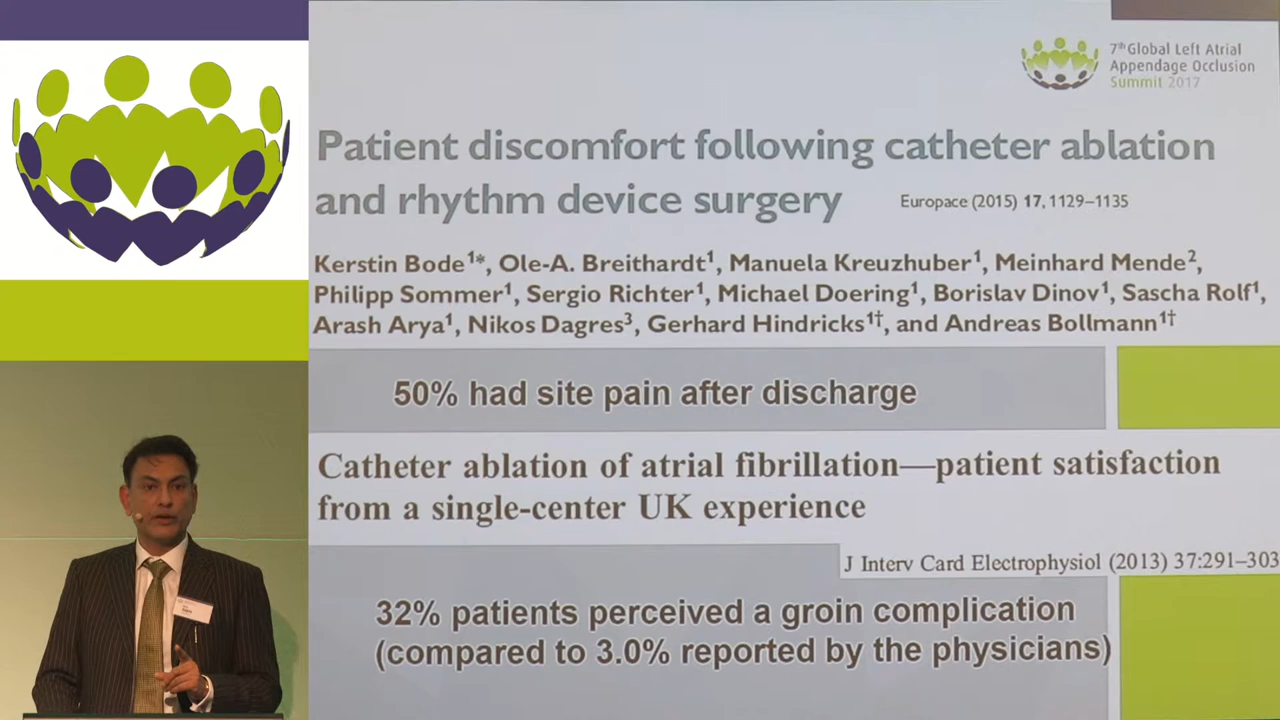 7th Global Left Atrial
Appendage Occlusion
Summit 2017
Patient discomfort following catheter ablation
and rhythm device surgery
Europace (2015) 17, 1129–1135
Kerstin Bode1*, Ole-A. Breithardt1, Manuela Kreuzhuber1, Meinhard Mende2,
Philipp Sommer1, Sergio Richter1, Michael Doering1, Borislav Dinov1, Sascha Rolf1,
Arash Arya1, Nikos Dagres3, Gerhard Hindricks1†, and Andreas Bollmann1†
50% had site pain after discharge
Catheter ablation of atrial fibrillation—patient satisfaction
from a single-center UK experience
J Interv Card Electrophysiol (2013) 37:291–303
32% patients perceived a groin complication
(compared to 3.0% reported by the physicians)